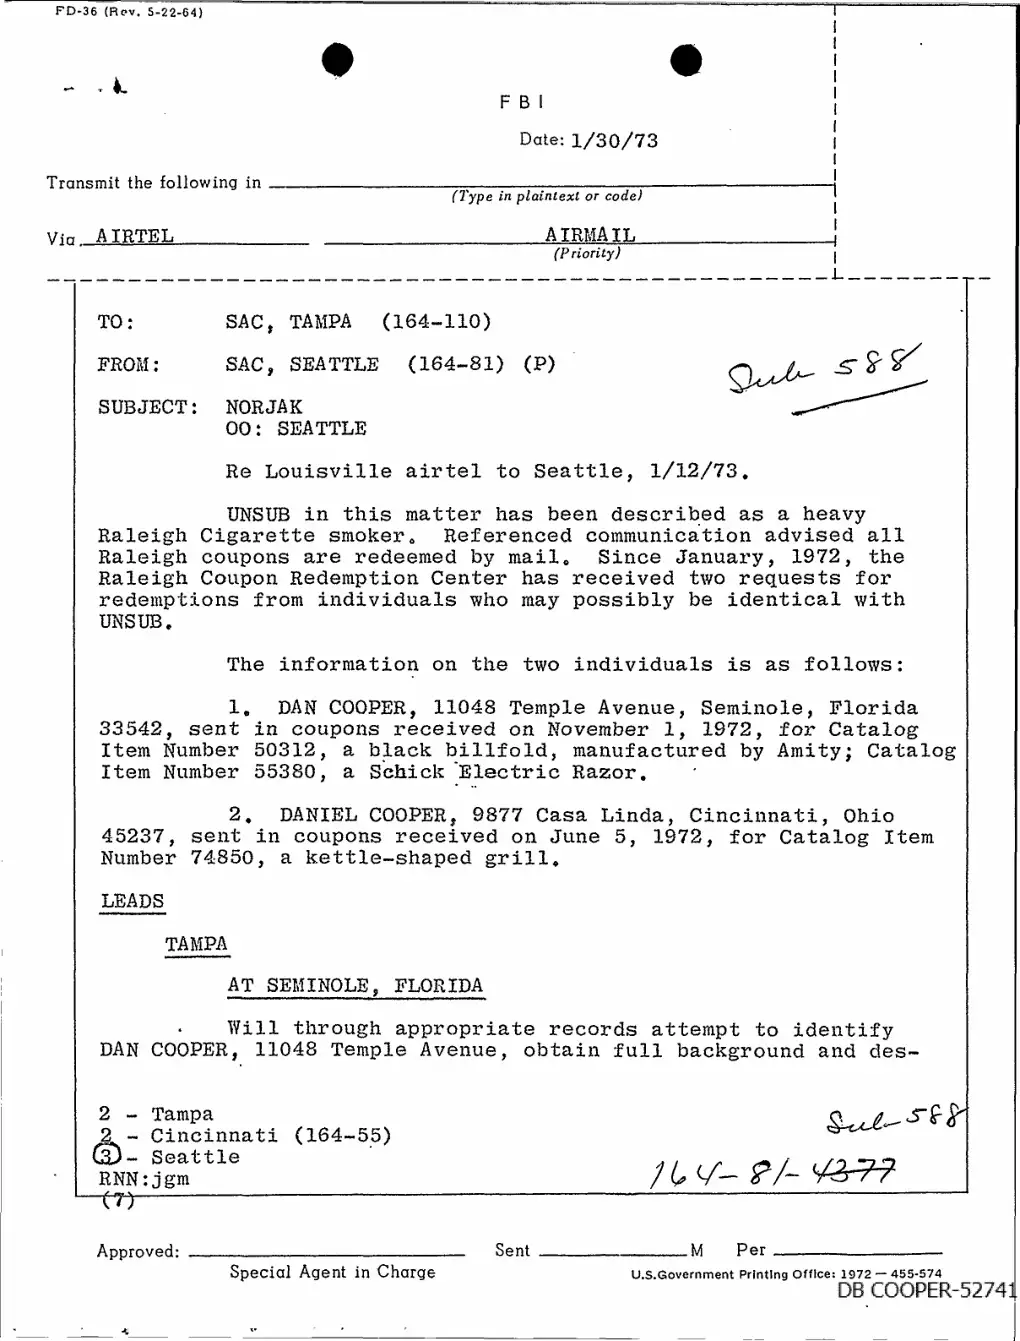 FD-36 (Rev. 5-22-64)
F B I
Date: 1/30/73
Transmit the following in
(Type in plaintext or code)
Via AIRTEL AIRMAIL
(Priority)
TO: SAC, TAMPA (164-110)
FROM: SAC, SEATTLE (164-81) (P)
Sub 588
SUBJECT: NORJAK
OO: SEATTLE
Re Louisville airtel to Seattle, 1/12/73.
UNSUB in this matter has been described as a heavy
Raleigh Cigarette smoker. Referenced communication advised all
Raleigh coupons are redeemed by mail. Since January, 1972, the
Raleigh Coupon Redemption Center has received two requests for
redemptions from individuals who may possibly be identical with
UNSUB.
The information on the two individuals is as follows:
1. DAN COOPER, 11048 Temple Avenue, Seminole, Florida
33542, sent in coupons received on November 1, 1972, for Catalog
Item Number 50312, a black billfold, manufactured by Amity; Catalog
Item Number 55380, a Schick Electric Razor.
2. DANIEL COOPER, 9877 Casa Linda, Cincinnati, Ohio
45237, sent in coupons received on June 5, 1972, for Catalog Item
Number 74850, a kettle-shaped grill.
LEADS
TAMPA
AT SEMINOLE, FLORIDA
Will through appropriate records attempt to identify
DAN COOPER, 11048 Temple Avenue, obtain full background and des-
2 - Tampa
2 - Cincinnati (164-55)
3 - Seattle
RNN:jgm
(7)
Sub-588
164-81-4377
Approved: Sent M Per
Special Agent in Charge
U.S.Government Printing Office: 1972 — 455-574
DB COOPER-52741